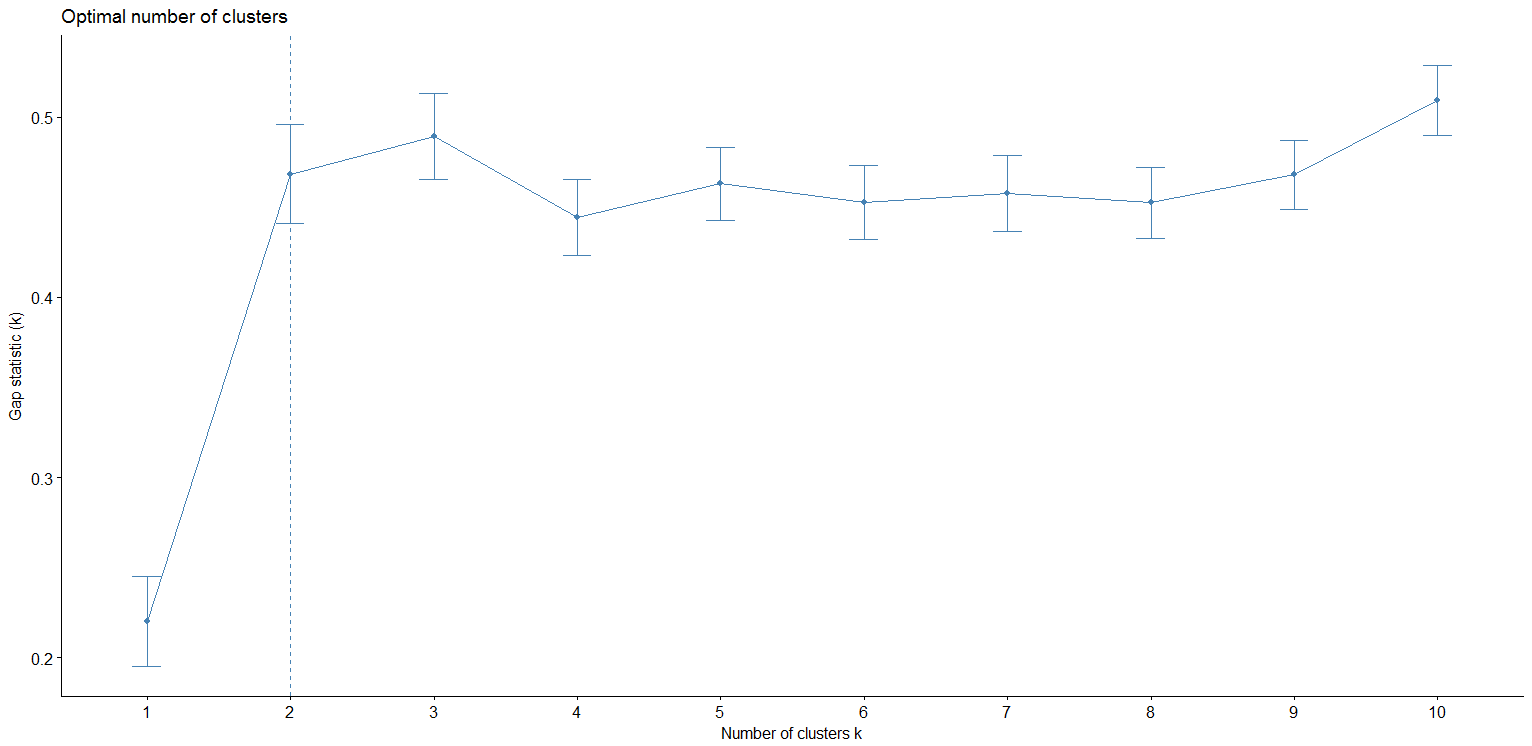 Optimal number of clusters
0.5
0.4
0.3
0.2
Gap statistic (k)
1 2 3 4 5 6 7 8 9 10
Number of clusters k